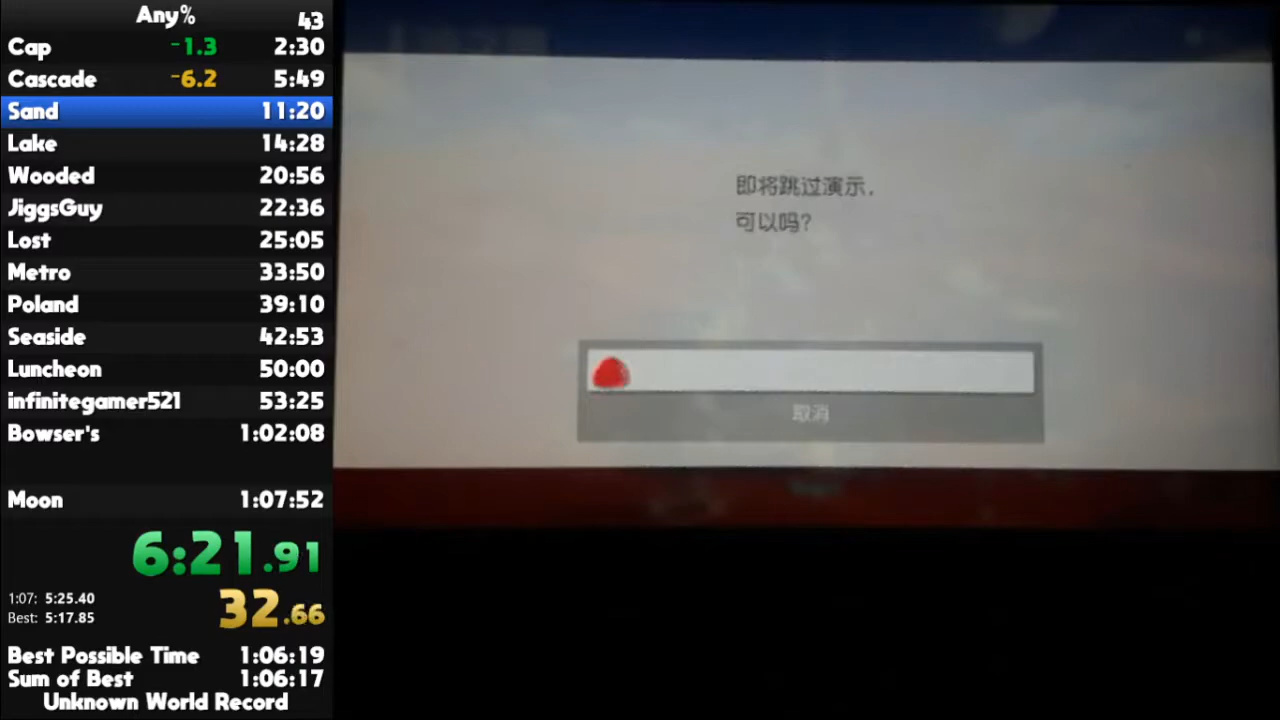 Any% 43
Cap -1.3 2:30
Cascade -6.2 5:49
Sand 11:20
Lake 14:28
Wooded 20:56
JiggsGuy 22:36
Lost 25:05
Metro 33:50
Poland 39:10
Seaside 42:53
Luncheon 50:00
infinitegamer521 53:25
Bowser's 1:02:08
Moon 1:07:52
6:21.91
1:07: 5:25.40
Best: 5:17.85
32.66
Best Possible Time 1:06:19
Sum of Best 1:06:17
Unknown World Record
即将跳过演示,
可以吗?
取消